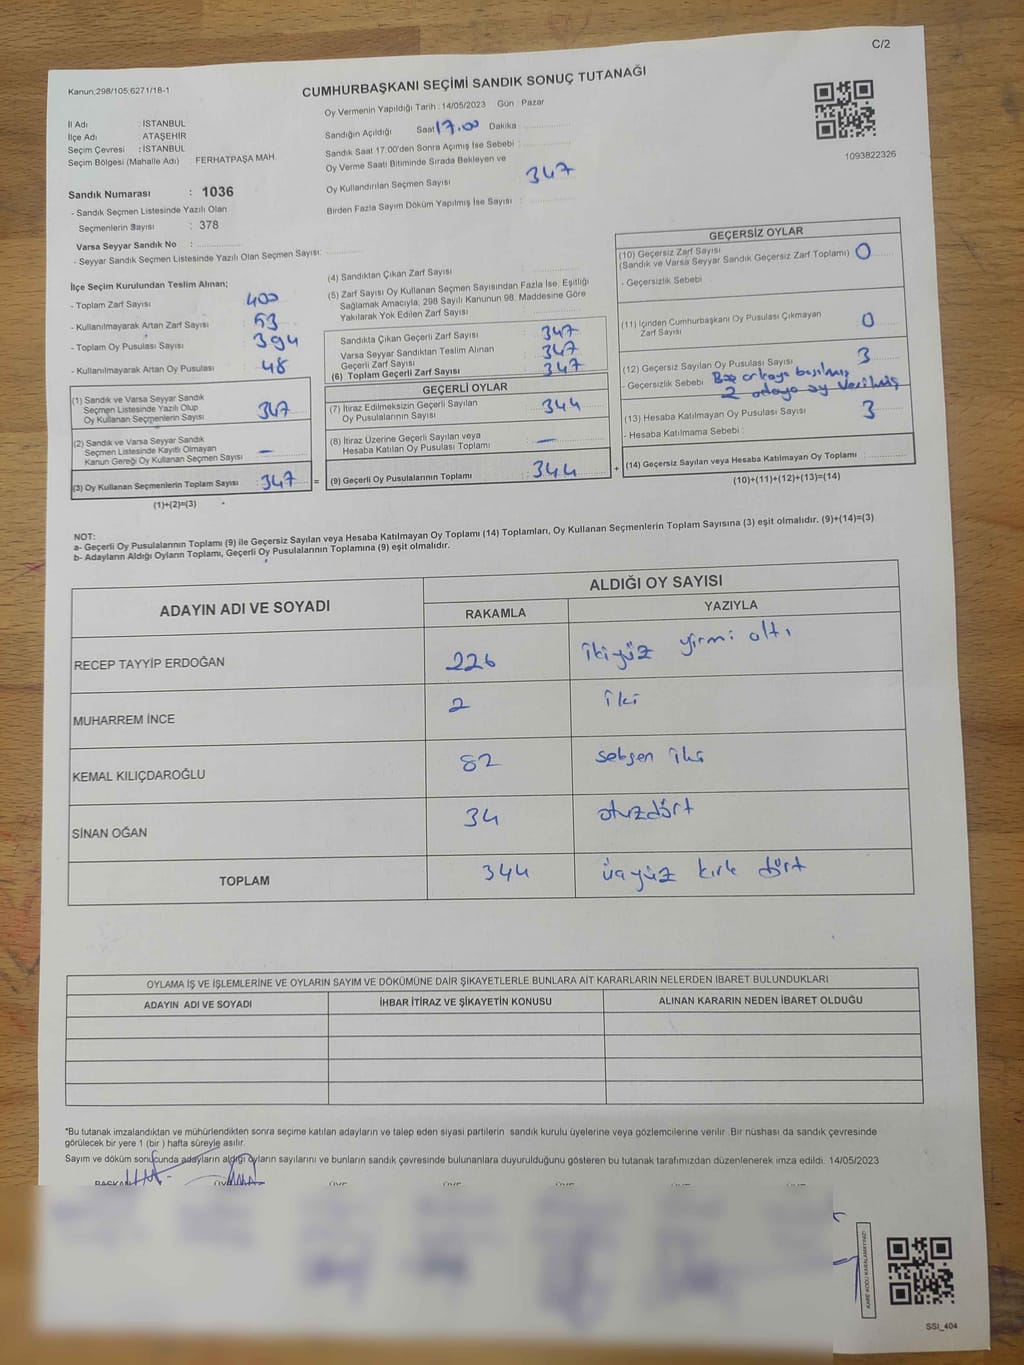 C/2
Kanun;298/105;6271/18-1
CUMHURBAŞKANI SEÇİMİ SANDIK SONUÇ TUTANAĞI
Oy Vermenin Yapıldığı Tarih : 14/05/2023 Gün : Pazar
İl Adı : İSTANBUL
İlçe Adı : ATAŞEHİR
Seçim Çevresi : İSTANBUL
Seçim Bölgesi (Mahalle Adı) : FERHATPAŞA MAH.
Sandığın Açıldığı Saat 17.00 Dakika :
Sandık Saat 17.00'den Sonra Açımış İse Sebebi :
Oy Verme Saati Bitiminde Sırada Bekleyen ve
Oy Kullandırılan Seçmen Sayısı : 347
Birden Fazla Sayım Döküm Yapılmış İse Sayısı :
1093822326
Sandık Numarası : 1036
- Sandık Seçmen Listesinde Yazılı Olan
Seçmenlerin Sayısı : 378
Varsa Seyyar Sandık No :
- Seyyar Sandık Seçmen Listesinde Yazılı Olan Seçmen Sayısı:
İlçe Seçim Kurulundan Teslim Alınan;
- Toplam Zarf Sayısı : 400
- Kullanılmayarak Artan Zarf Sayısı : 53
- Toplam Oy Pusulası Sayısı : 394
- Kullanılmayarak Artan Oy Pusulası : 48
(1) Sandık ve Varsa Seyyar Sandık
Seçmen Listesinde Yazılı Olup
Oy Kullanan Seçmenlerin Sayısı : 347
(2) Sandık ve Varsa Seyyar Sandık
Seçmen Listesinde Kayıtlı Olmayan
Kanun Gereği Oy Kullanan Seçmen Sayısı : –
(3) Oy Kullanan Seçmenlerin Toplam Sayısı : 347 =
(1)+(2)=(3)
(4) Sandıktan Çıkan Zarf Sayısı :
(5) Zarf Sayısı Oy Kullanan Seçmen Sayısından Fazla İse, Eşitliği
Sağlamak Amacıyla; 298 Sayılı Kanunun 98. Maddesine Göre
Yakılarak Yok Edilen Zarf Sayısı :
Sandıkta Çıkan Geçerli Zarf Sayısı : 347
Varsa Seyyar Sandıktan Teslim Alınan
Geçerli Zarf Sayısı : 347
(6) Toplam Geçerli Zarf Sayısı : 347
GEÇERLİ OYLAR
(7) İtiraz Edilmeksizin Geçerli Sayılan
Oy Pusulasının Sayısı : 344
(8) İtiraz Üzerine Geçerli Sayılan veya
Hesaba Katılan Oy Pusulası Toplamı : –
(9) Geçerli Oy Pusulalarının Toplamı : 344 +
GEÇERSİZ OYLAR
(10) Geçersiz Zarf Sayısı
(Sandık ve Varsa Seyyar Sandık Geçersiz Zarf Toplamı) : 0
- Geçersizlik Sebebi :
(11) İçinden Cumhurbaşkanı Oy Pusulası Çıkmayan
Zarf Sayısı : 0
(12) Geçersiz Sayılan Oy Pusulası Sayısı : 3
- Geçersizlik Sebebi : Boş arkaya basılmış
2 adaya oy verilmiş
(13) Hesaba Katılmayan Oy Pusulası Sayısı : 3
- Hesaba Katılmama Sebebi :
(14) Geçersiz Sayılan veya Hesaba Katılmayan Oy Toplamı :
(10)+(11)+(12)+(13)=(14)
NOT:
a- Geçerli Oy Pusulalarının Toplamı (9) ile Geçersiz Sayılan veya Hesaba Katılmayan Oy Toplamı (14) Toplamları, Oy Kullanan Seçmenlerin Toplam Sayısına (3) eşit olmalıdır. (9)+(14)=(3)
b- Adayların Aldığı Oyların Toplamı, Geçerli Oy Pusulalarının Toplamına (9) eşit olmalıdır.
ADAYIN ADI VE SOYADI ALDIĞI OY SAYISI
RAKAMLA YAZIYLA
RECEP TAYYİP ERDOĞAN 226 ikiyüz yirmi altı
MUHARREM İNCE 2 iki
KEMAL KILIÇDAROĞLU 82 seksen iki
SİNAN OĞAN 34 otuzdört
TOPLAM 344 üçyüz kırk dört
OYLAMA İŞ VE İŞLEMLERİNE VE OYLARIN SAYIM VE DÖKÜMÜNE DAİR ŞİKAYETLERLE BUNLARA AİT KARARLARIN NELERDEN İBARET BULUNDUKLARI
ADAYIN ADI VE SOYADI İHBAR İTİRAZ VE ŞİKAYETİN KONUSU ALINAN KARARIN NEDEN İBARET OLDUĞU
*Bu tutanak imzalandıktan ve mühürlendikten sonra seçime katılan adayların ve talep eden siyasi partilerin sandık kurulu üyelerine veya gözlemcilerine verilir. Bir nüshası da sandık çevresinde
görülecek bir yere 1 (bir) hafta süreyle asılır.
Sayım ve döküm sonucunda adayların aldığı oyların sayılarını ve bunların sandık çevresinde bulunanlara duyurulduğunu gösteren bu tutanak tarafımızdan düzenlenerek imza edildi. 14/05/2023
BAŞKAN ÜYE ÜYE ÜYE ÜYE ÜYE ÜYE
KARE KODU KARALAMAYINIZ!
SSI_404